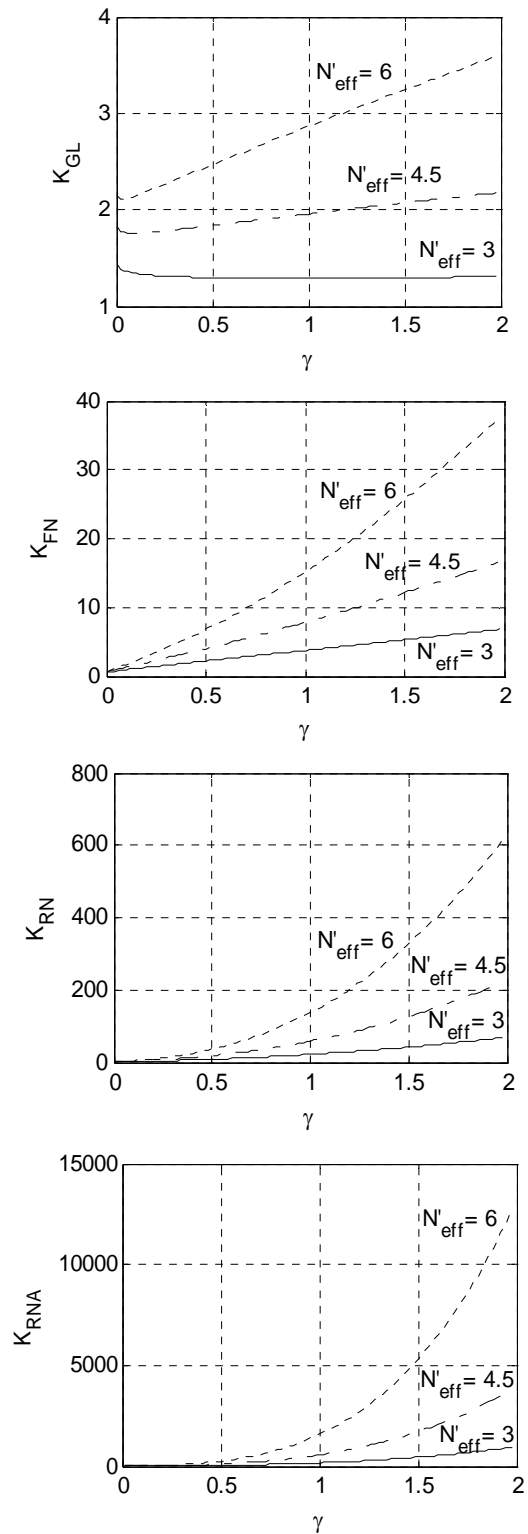 4
N'eff= 6
3
KGL
N'eff= 4.5
2
N'eff= 3
1
0 0.5 1 1.5 2
γ
40
30
N'eff= 6
KFN
20
N'eff= 4.5
10
N'eff= 3
0
0 0.5 1 1.5 2
γ
800
600
KRN
400
N'eff= 6
N'eff= 4.5
200
N'eff= 3
0
0 0.5 1 1.5 2
γ
15000
N'eff= 6
10000
KRNA
5000
N'eff= 4.5
N'eff= 3
0
0 0.5 1 1.5 2
γ